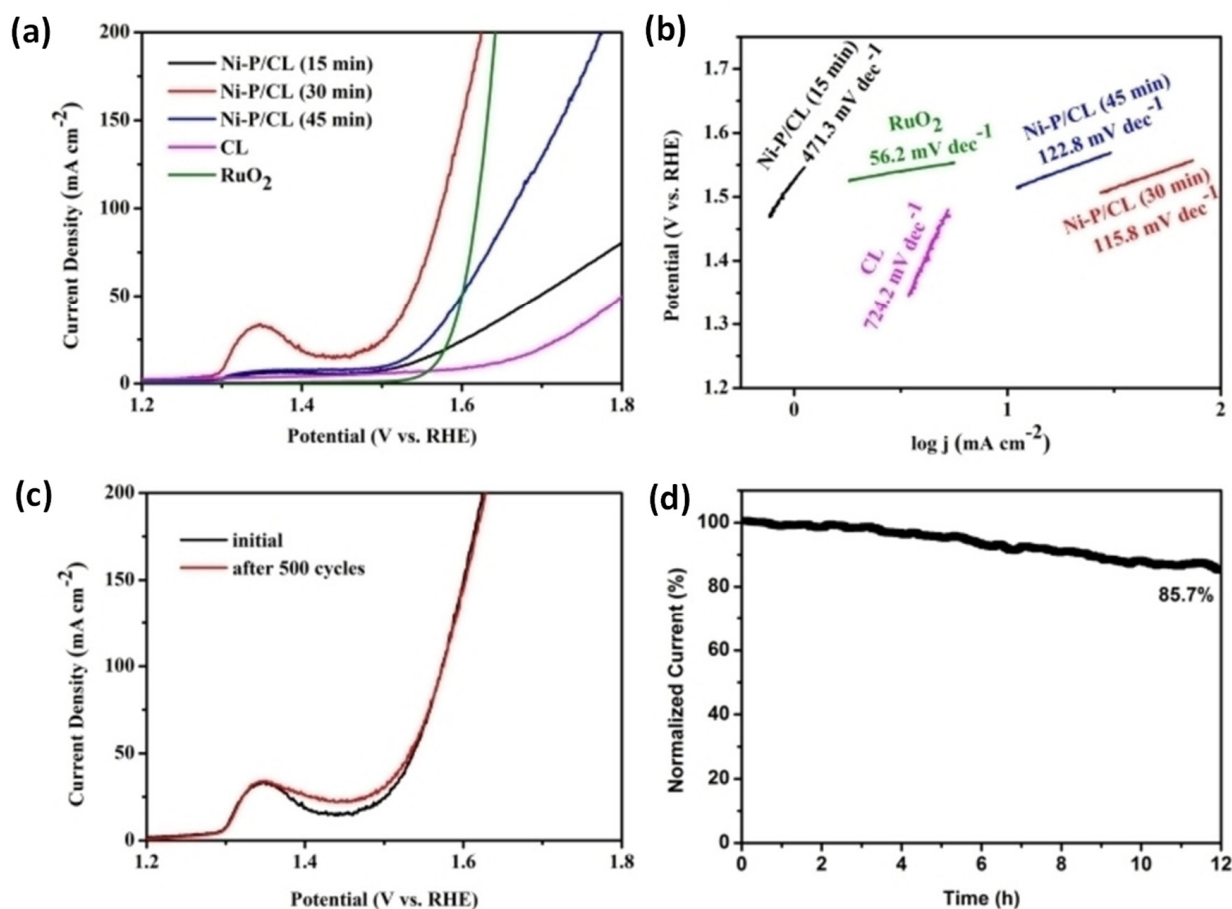 (a)
200
150
100
50
0
Current Density (mA cm-2)
Ni-P/CL (15 min)
Ni-P/CL (30 min)
Ni-P/CL (45 min)
CL
RuO2
1.2 1.4 1.6 1.8
Potential (V vs. RHE)
(b)
1.7
1.6
1.5
1.4
1.3
1.2
Potential (V vs. RHE)
Ni-P/CL (15 min)
471.3 mV dec-1
RuO2
56.2 mV dec-1
Ni-P/CL (45 min)
122.8 mV dec-1
Ni-P/CL (30 min)
115.8 mV dec-1
CL
724.2 mV dec-1
0 1 2
log j (mA cm-2)
(c)
200
150
100
50
0
Current Density (mA cm-2)
initial
after 500 cycles
1.2 1.4 1.6 1.8
Potential (V vs. RHE)
(d)
100
80
60
40
20
0
Normalized Current (%)
85.7%
0 2 4 6 8 10 12
Time (h)